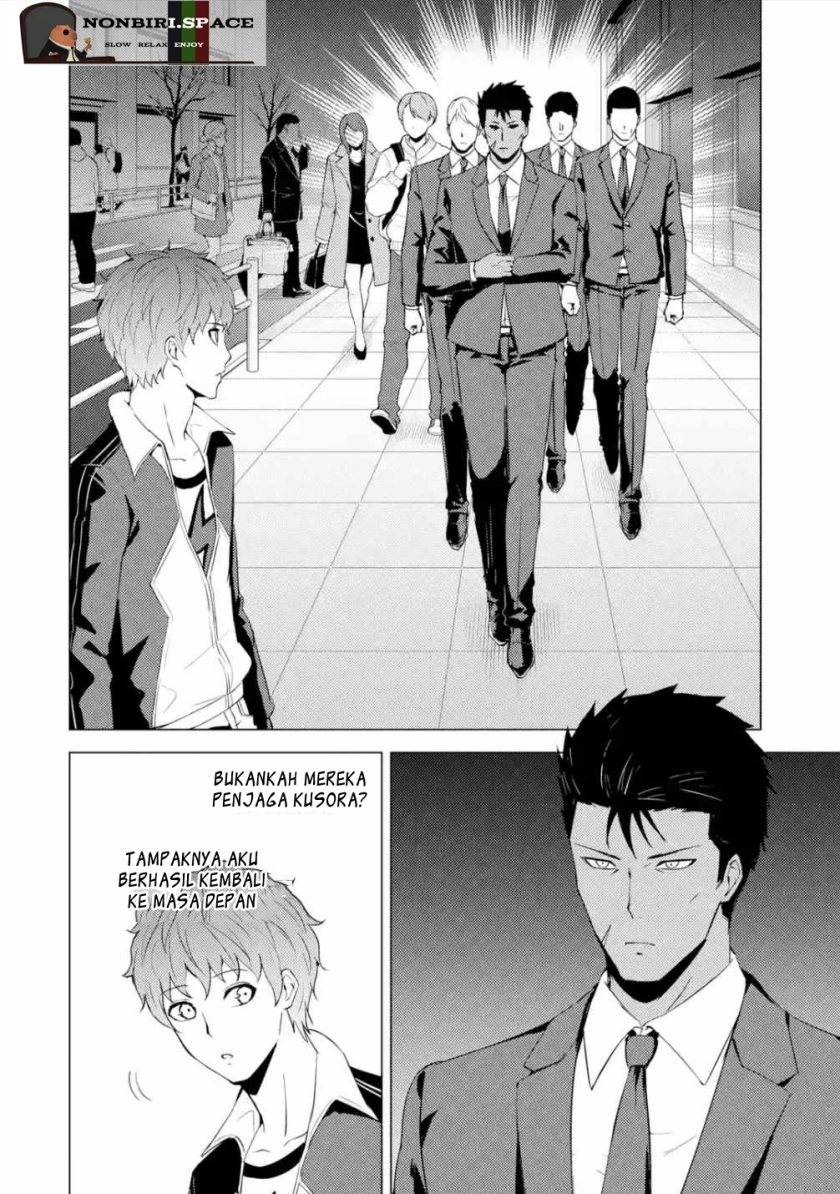 NONBIRI.SPACE
SLOW RELAX ENJOY
BUKANKAH MEREKA
PENJAGA KUSORA?
TAMPAKNYA AKU
BERHASIL KEMBALI
KE MASA DEPAN